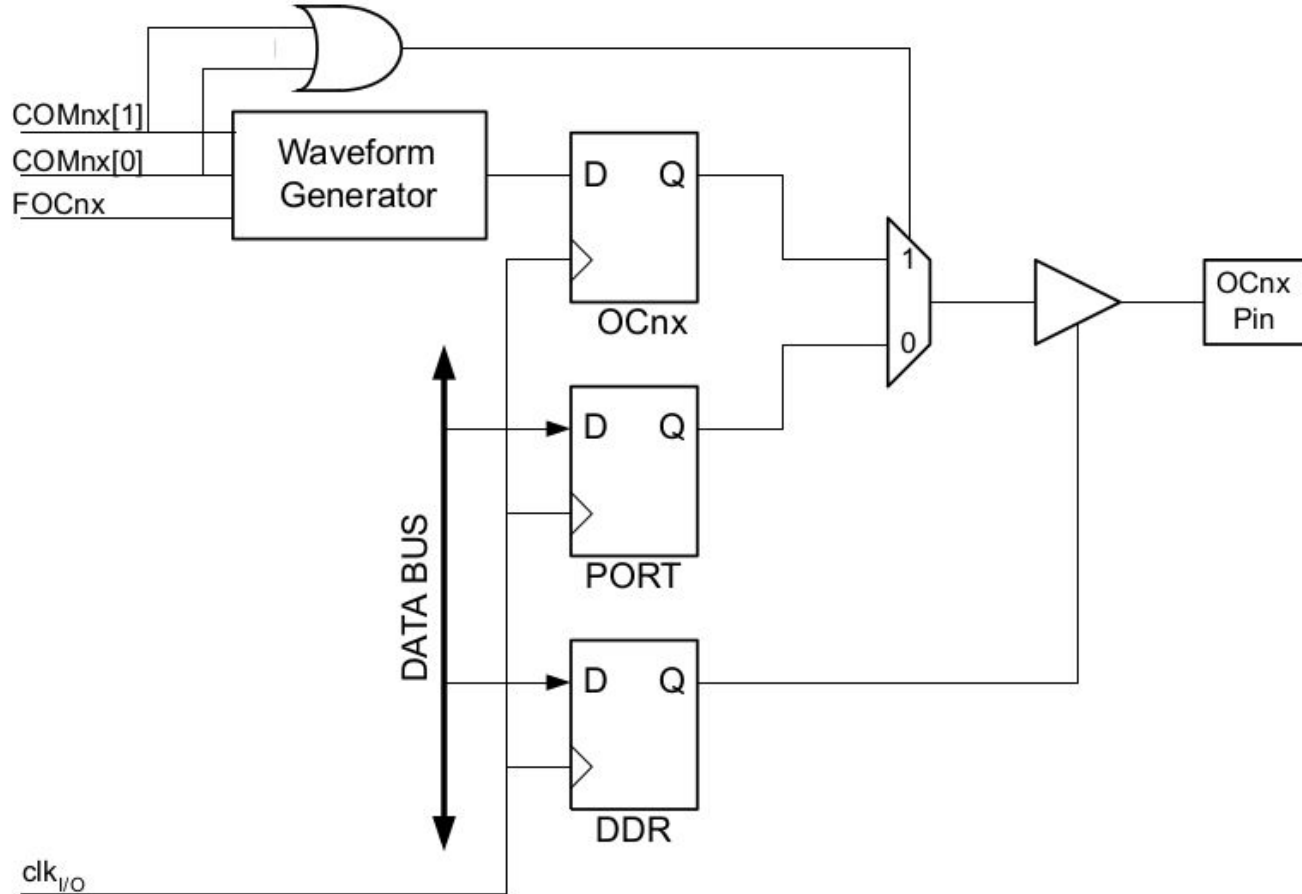 COMnx[1]
COMnx[0]
FOCnx
Waveform
Generator
D Q
OCnx
1
0
OCnx
Pin
D Q
PORT
DATA BUS
D Q
DDR
clkI/O